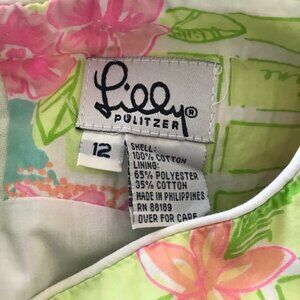 Lilly®
PULITZER
12
SHELL:
100% COTTON
LINING:
65% POLYESTER
35% COTTON
MADE IN PHILIPPINES
RN 88189
OVER FOR CARE